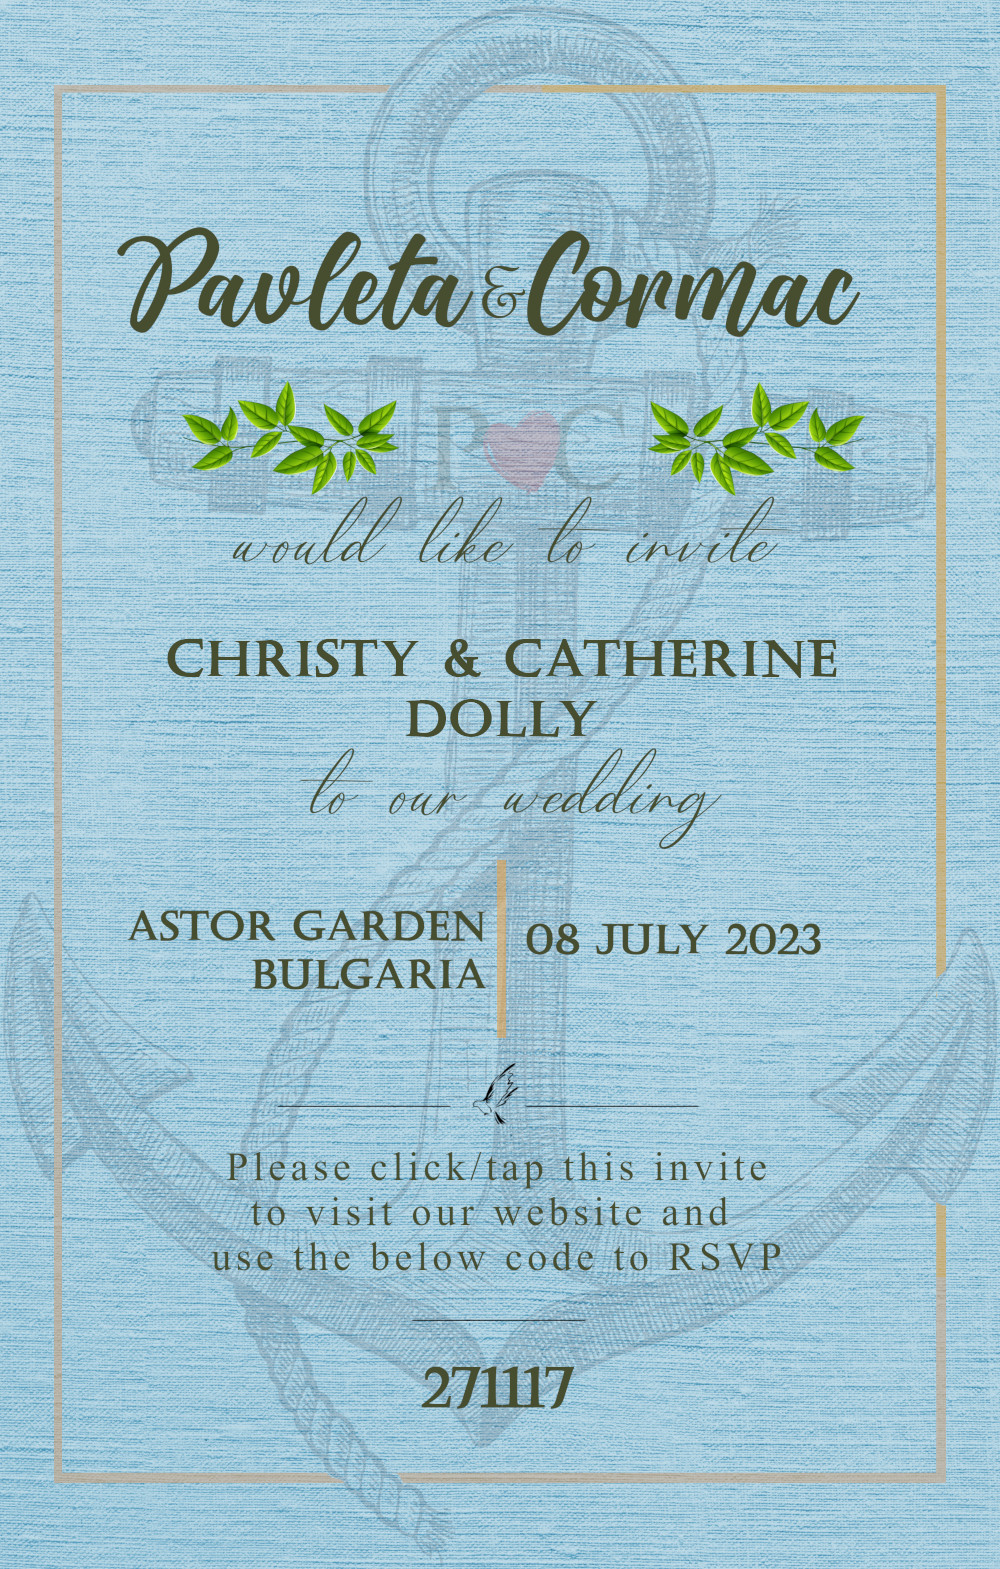 Pavleta & Cormac
P C
would like to invite
CHRISTY & CATHERINE
DOLLY
to our wedding
ASTOR GARDEN
BULGARIA
08 JULY 2023
Please click/tap this invite
to visit our website and
use the below code to RSVP
271117